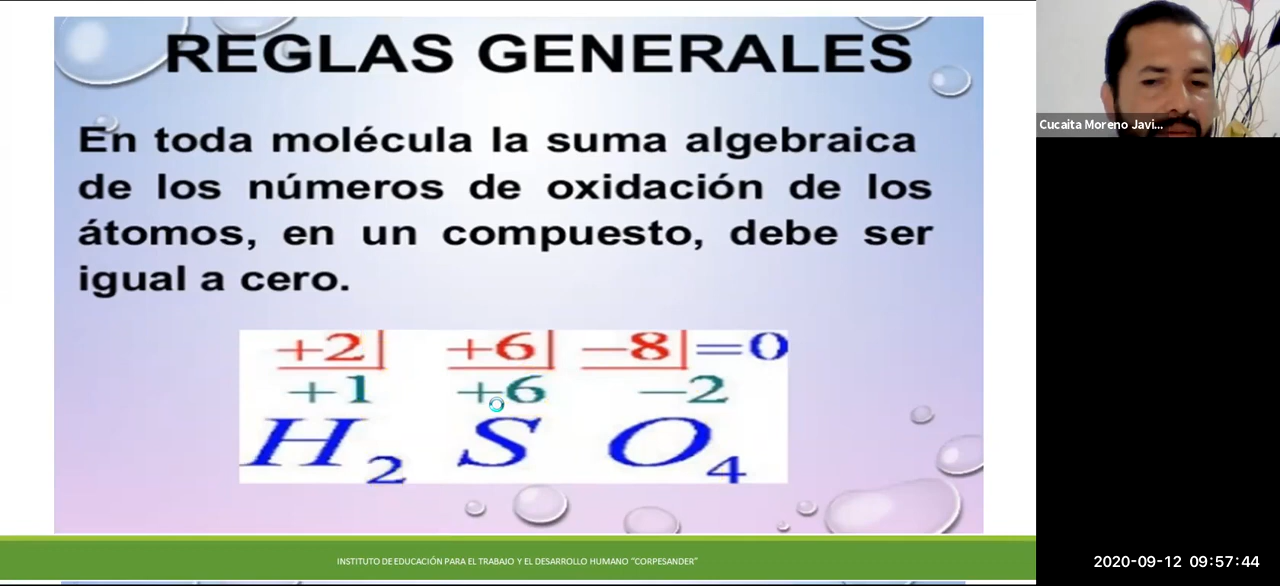 REGLAS GENERALES
En toda molécula la suma algebraica
de los números de oxidación de los
átomos, en un compuesto, debe ser
igual a cero.
+2| +6| −8|=0
+1 +6 −2
H₂ S O₄
INSTITUTO DE EDUCACIÓN PARA EL TRABAJO Y EL DESARROLLO HUMANO "CORPESANDER"
Cucaita Moreno Javi...
2020-09-12 09:57:44